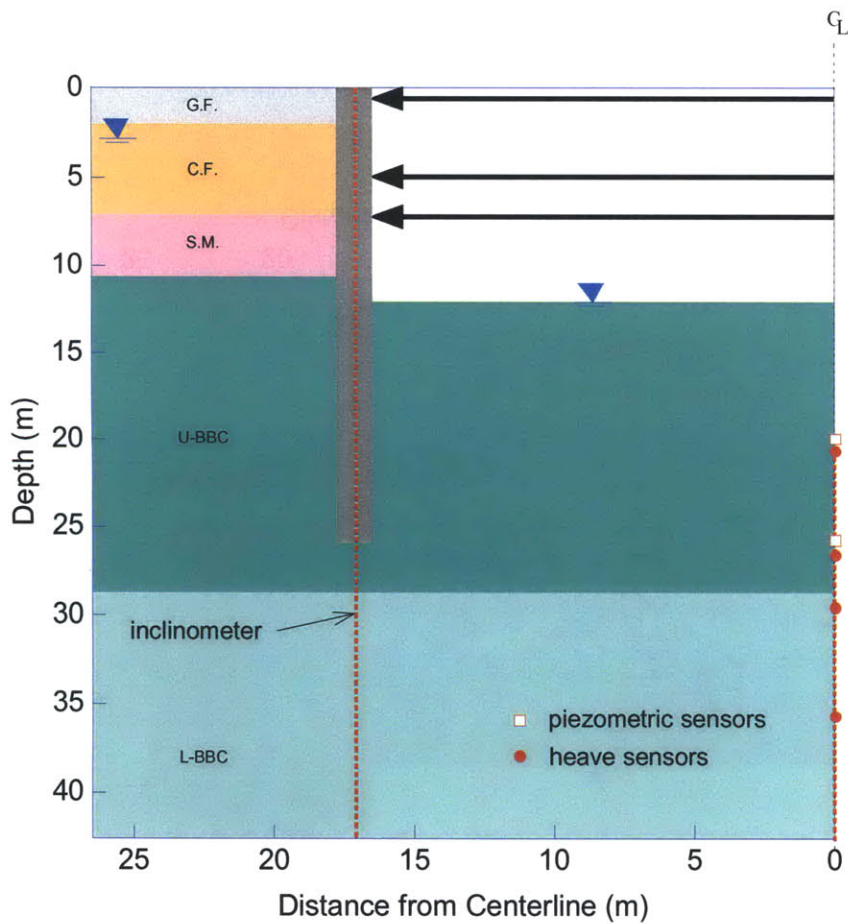 CL
0
G.F.
C.F.
5
S.M.
10
15
Depth (m)
20
U-BBC
25
30
inclinometer
35
piezometric sensors
heave sensors
L-BBC
40
25 20 15 10 5 0
Distance from Centerline (m)